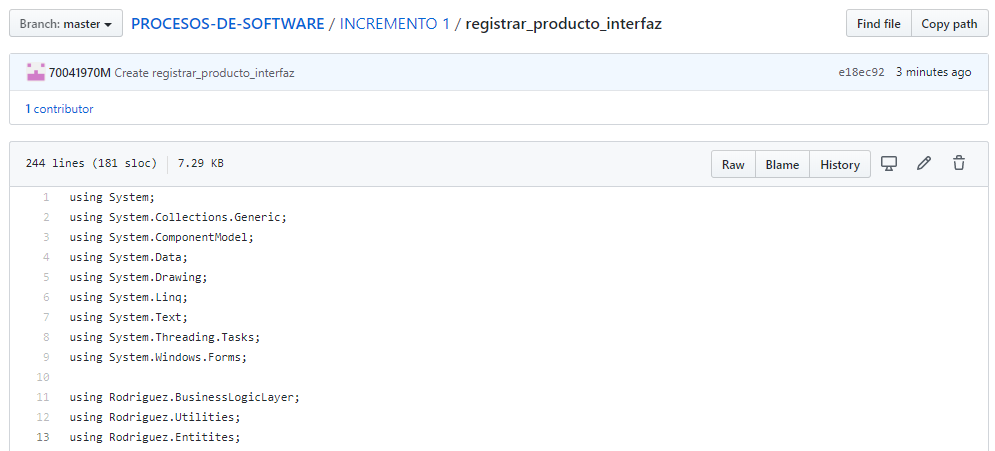 Branch: master PROCESOS-DE-SOFTWARE / INCREMENTO 1 / registrar_producto_interfaz Find file Copy path
70041970M Create registrar_producto_interfaz e18ec92 3 minutes ago
1 contributor
244 lines (181 sloc) 7.29 KB Raw Blame History
1 using System;
2 using System.Collections.Generic;
3 using System.ComponentModel;
4 using System.Data;
5 using System.Drawing;
6 using System.Linq;
7 using System.Text;
8 using System.Threading.Tasks;
9 using System.Windows.Forms;
10
11 using Rodriguez.BusinessLogicLayer;
12 using Rodriguez.Utilities;
13 using Rodriguez.Entitites;